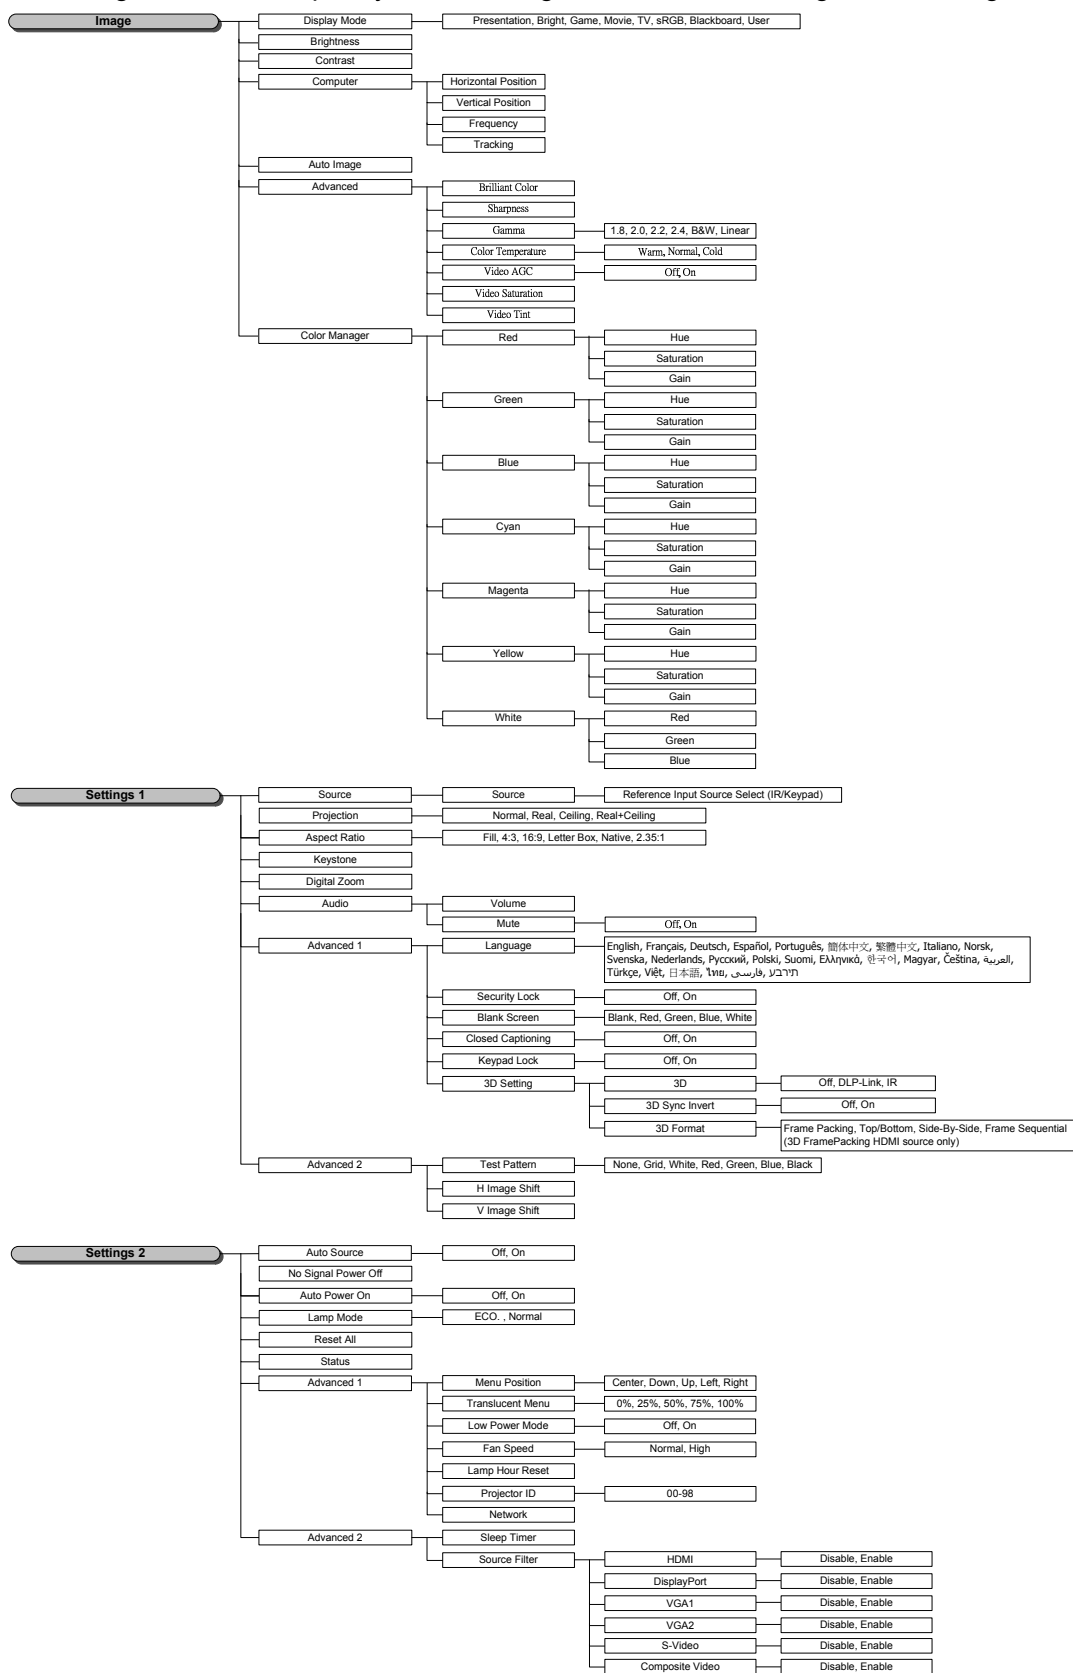 Image
Display Mode
Presentation, Bright, Game, Movie, TV, sRGB, Blackboard, User
Brightness
Contrast
Computer
Horizontal Position
Vertical Position
Frequency
Tracking
Auto Image
Advanced
Brilliant Color
Sharpness
Gamma
1.8, 2.0, 2.2, 2.4, B&W, Linear
Color Temperature
Warm, Normal, Cold
Video AGC
Off, On
Video Saturation
Video Tint
Color Manager
Red
Hue
Saturation
Gain
Green
Hue
Saturation
Gain
Blue
Hue
Saturation
Gain
Cyan
Hue
Saturation
Gain
Magenta
Hue
Saturation
Gain
Yellow
Hue
Saturation
Gain
White
Red
Green
Blue
Settings 1
Source
Source
Reference Input Source Select (IR/Keypad)
Projection
Normal, Real, Ceiling, Real+Ceiling
Aspect Ratio
Fill, 4:3, 16:9, Letter Box, Native, 2.35:1
Keystone
Digital Zoom
Audio
Volume
Mute
Off, On
Advanced 1
Language
English, Français, Deutsch, Español, Português, 簡体中文, 繁體中文, Italiano, Norsk,
Svenska, Nederlands, Русский, Polski, Suomi, Ελληνικά, 한국어, Magyar, Čeština, العربية,
Türkçe, Việt, 日本語, ไทย, فارسی, תירבע
Security Lock
Off, On
Blank Screen
Blank, Red, Green, Blue, White
Closed Captioning
Off, On
Keypad Lock
Off, On
3D Setting
3D
Off, DLP-Link, IR
3D Sync Invert
Off, On
3D Format
Frame Packing, Top/Bottom, Side-By-Side, Frame Sequential
(3D FramePacking HDMI source only)
Advanced 2
Test Pattern
None, Grid, White, Red, Green, Blue, Black
H Image Shift
V Image Shift
Settings 2
Auto Source
Off, On
No Signal Power Off
Auto Power On
Off, On
Lamp Mode
ECO. , Normal
Reset All
Status
Advanced 1
Menu Position
Center, Down, Up, Left, Right
Translucent Menu
0%, 25%, 50%, 75%, 100%
Low Power Mode
Off, On
Fan Speed
Normal, High
Lamp Hour Reset
Projector ID
00-98
Network
Advanced 2
Sleep Timer
Source Filter
HDMI
Disable, Enable
DisplayPort
Disable, Enable
VGA1
Disable, Enable
VGA2
Disable, Enable
S-Video
Disable, Enable
Composite Video
Disable, Enable